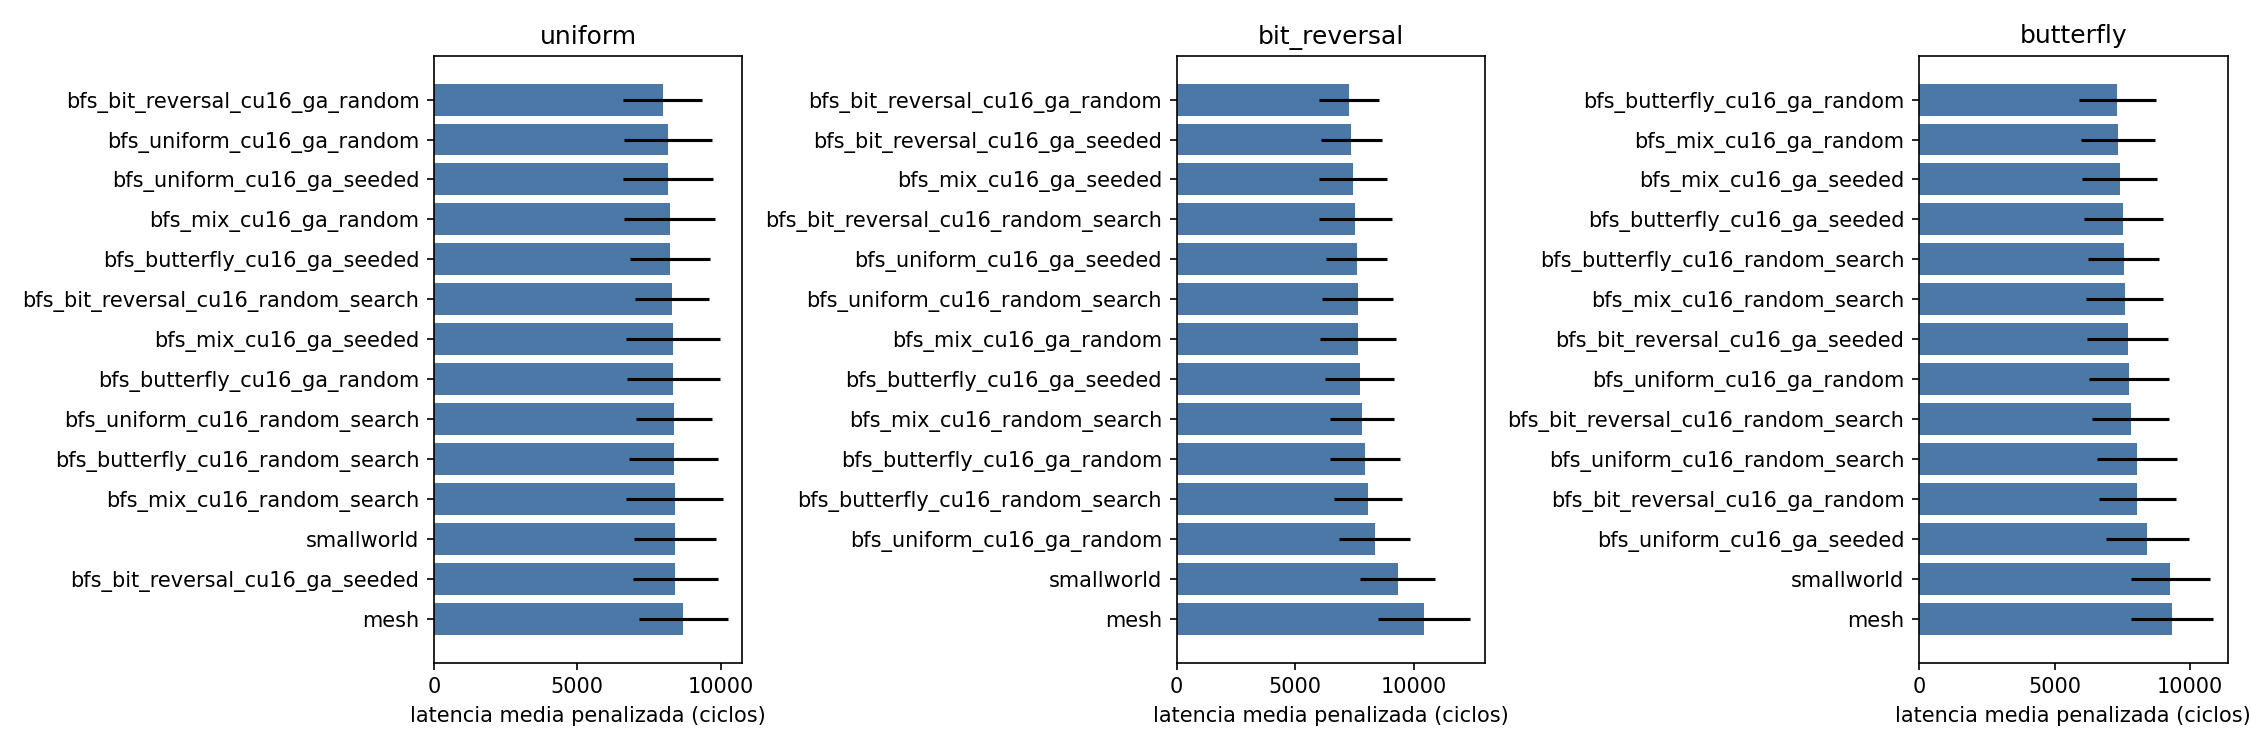 uniform
bfs_bit_reversal_cu16_ga_random
bfs_uniform_cu16_ga_random
bfs_uniform_cu16_ga_seeded
bfs_mix_cu16_ga_random
bfs_butterfly_cu16_ga_seeded
bfs_bit_reversal_cu16_random_search
bfs_mix_cu16_ga_seeded
bfs_butterfly_cu16_ga_random
bfs_uniform_cu16_random_search
bfs_butterfly_cu16_random_search
bfs_mix_cu16_random_search
smallworld
bfs_bit_reversal_cu16_ga_seeded
mesh
0 5000 10000
latencia media penalizada (ciclos)
bit_reversal
bfs_bit_reversal_cu16_ga_random
bfs_bit_reversal_cu16_ga_seeded
bfs_mix_cu16_ga_seeded
bfs_bit_reversal_cu16_random_search
bfs_uniform_cu16_ga_seeded
bfs_uniform_cu16_random_search
bfs_mix_cu16_ga_random
bfs_butterfly_cu16_ga_seeded
bfs_mix_cu16_random_search
bfs_butterfly_cu16_ga_random
bfs_butterfly_cu16_random_search
bfs_uniform_cu16_ga_random
smallworld
mesh
0 5000 10000
latencia media penalizada (ciclos)
butterfly
bfs_butterfly_cu16_ga_random
bfs_mix_cu16_ga_random
bfs_mix_cu16_ga_seeded
bfs_butterfly_cu16_ga_seeded
bfs_butterfly_cu16_random_search
bfs_mix_cu16_random_search
bfs_bit_reversal_cu16_ga_seeded
bfs_uniform_cu16_ga_random
bfs_bit_reversal_cu16_random_search
bfs_uniform_cu16_random_search
bfs_bit_reversal_cu16_ga_random
bfs_uniform_cu16_ga_seeded
smallworld
mesh
0 5000 10000
latencia media penalizada (ciclos)